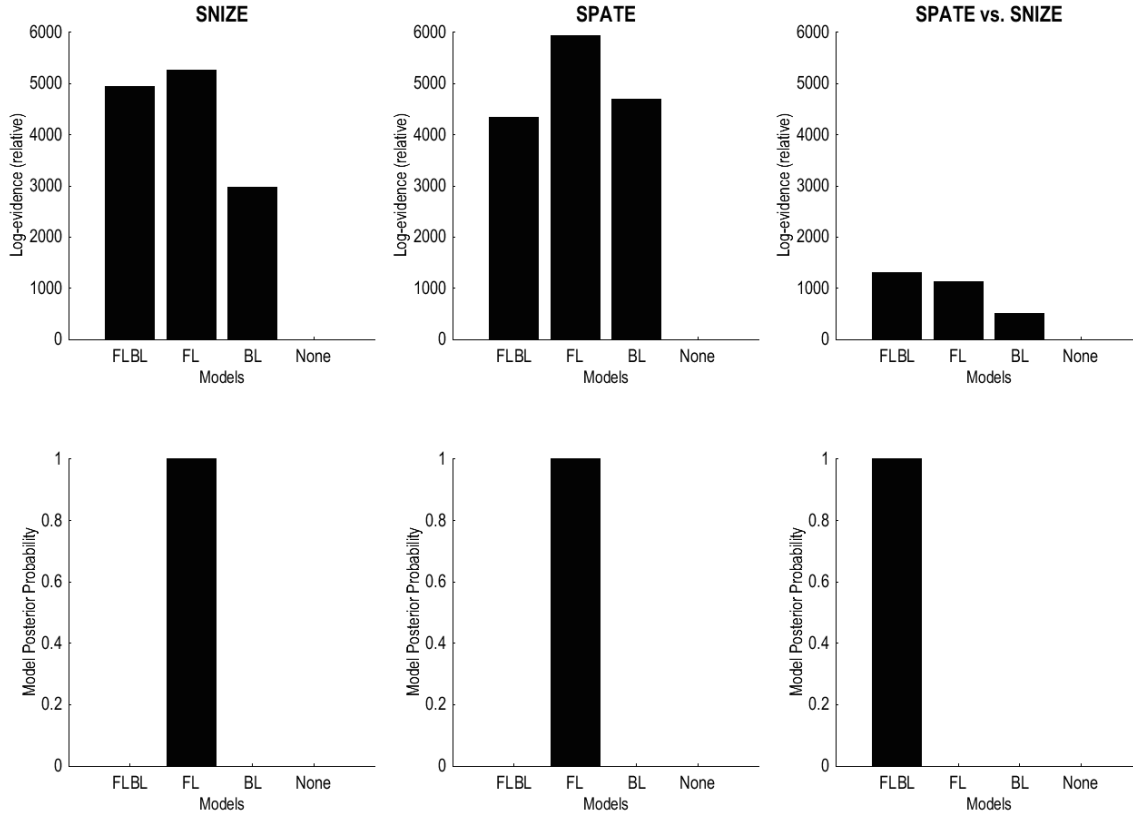 SNIZE
6000
5000
4000
3000
2000
1000
0
Log-evidence (relative)
FLBL FL BL None
Models
SPATE
6000
5000
4000
3000
2000
1000
0
Log-evidence (relative)
FLBL FL BL None
Models
SPATE vs. SNIZE
6000
5000
4000
3000
2000
1000
0
Log-evidence (relative)
FLBL FL BL None
Models
1
0.8
0.6
0.4
0.2
0
Model Posterior Probability
FLBL FL BL None
Models
1
0.8
0.6
0.4
0.2
0
Model Posterior Probability
FLBL FL BL None
Models
1
0.8
0.6
0.4
0.2
0
Model Posterior Probability
FLBL FL BL None
Models